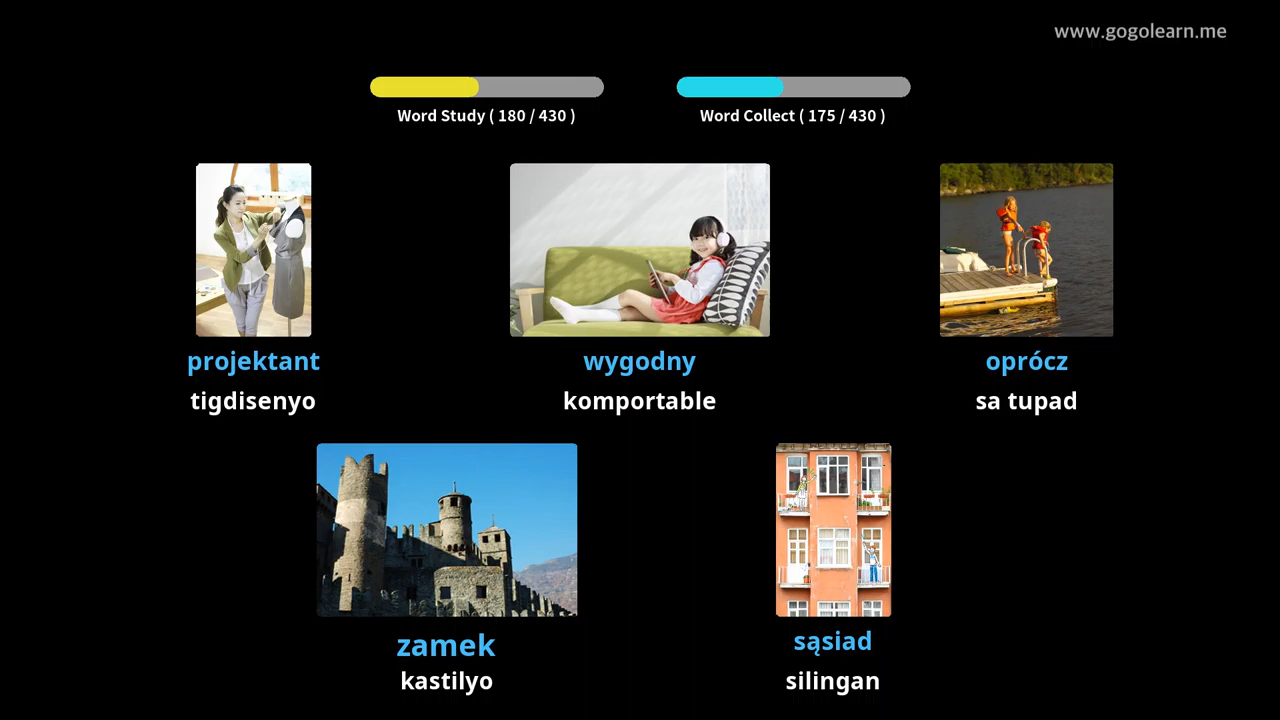 www.gogolearn.me
Word Study ( 180 / 430 )
Word Collect ( 175 / 430 )
projektant
tigdisenyo
wygodny
komportable
oprócz
sa tupad
zamek
kastilyo
sąsiad
silingan